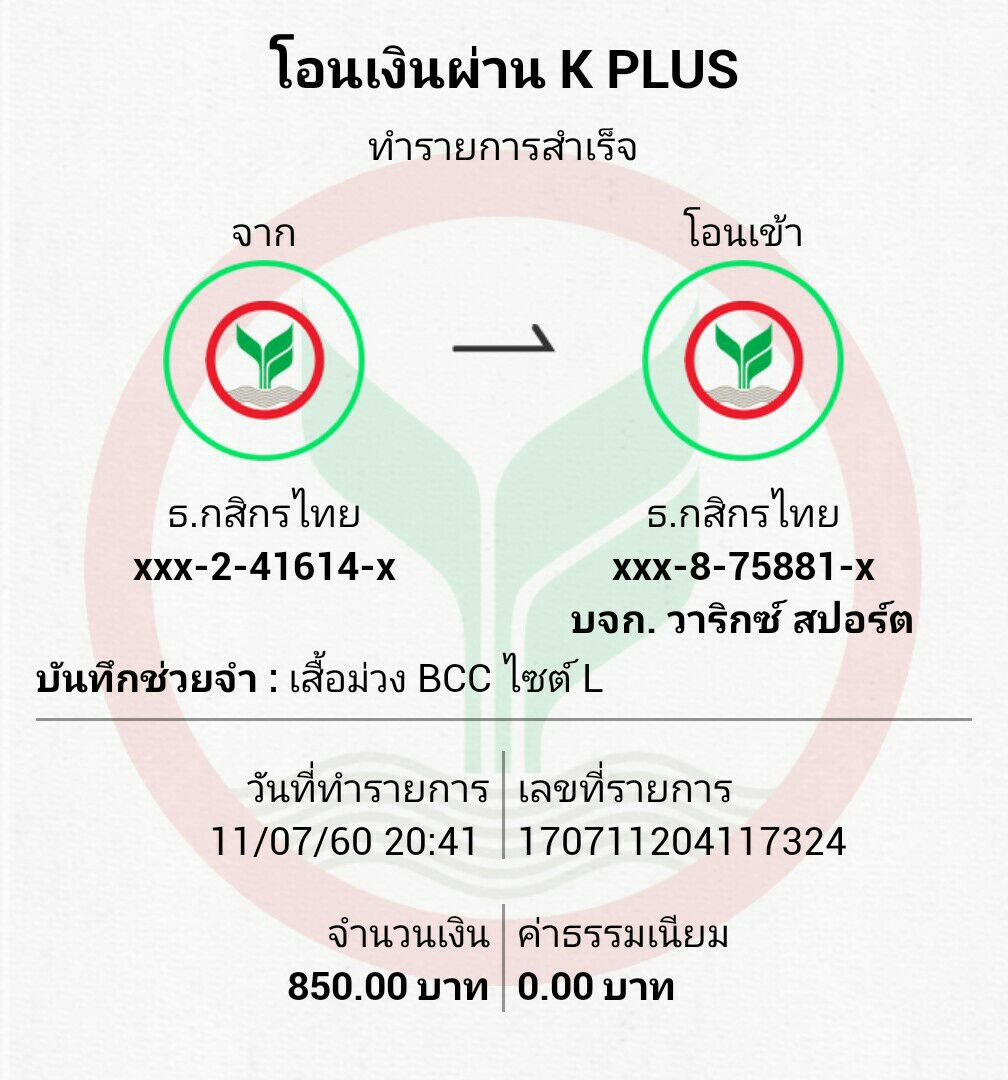 โอนเงินผ่าน K PLUS
ทำรายการสำเร็จ
จาก
โอนเข้า
ธ.กสิกรไทย
xxx-2-41614-x
ธ.กสิกรไทย
xxx-8-75881-x
บจก. วาริกซ์ สปอร์ต
บันทึกช่วยจำ : เสื้อม่วง BCC ไซต์ L
วันที่ทำรายการ
11/07/60 20:41
เลขที่รายการ
170711204117324
จำนวนเงิน
850.00 บาท
ค่าธรรมเนียม
0.00 บาท